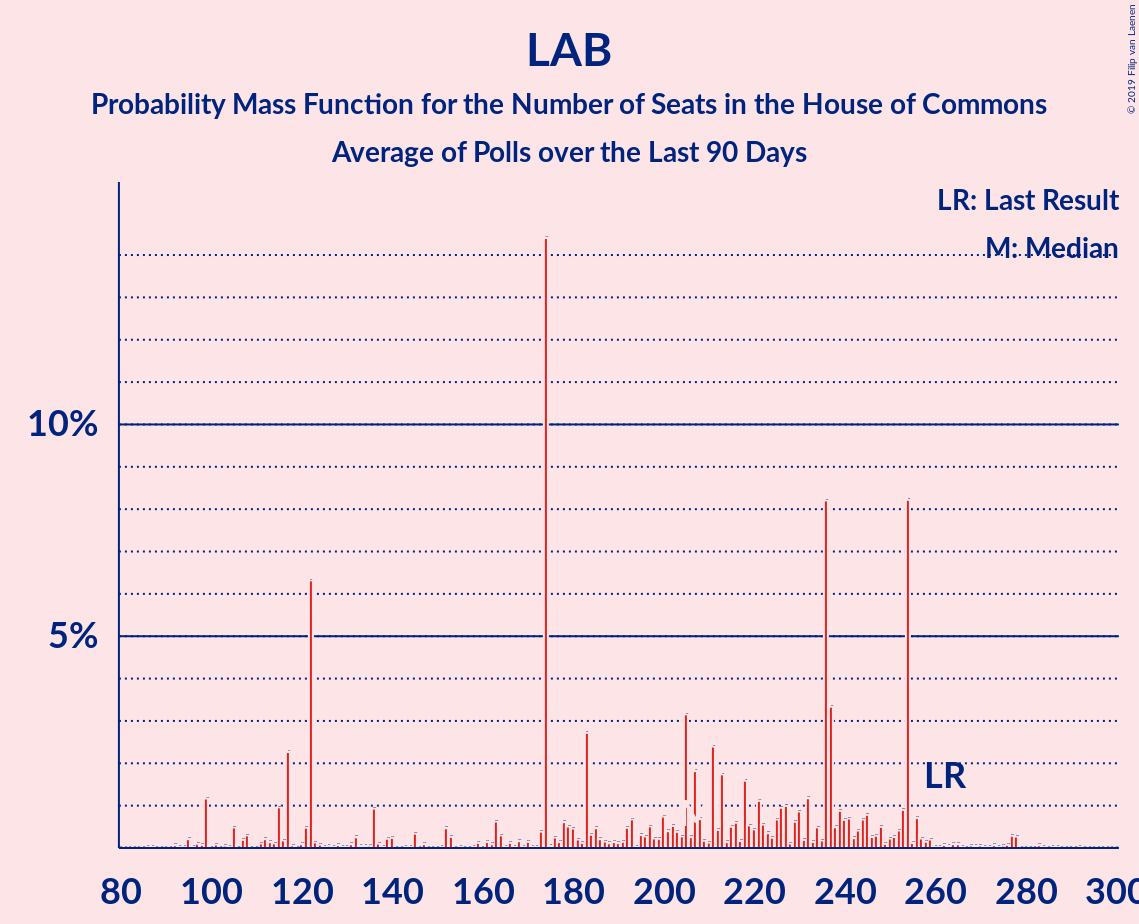 LAB
Probability Mass Function for the Number of Seats in the House of Commons
Average of Polls over the Last 90 Days
© 2019 Filip van Laenen
LR: Last Result
M: Median
10%
5%
LR
80 100 120 140 160 180 200 220 240 260 280 300